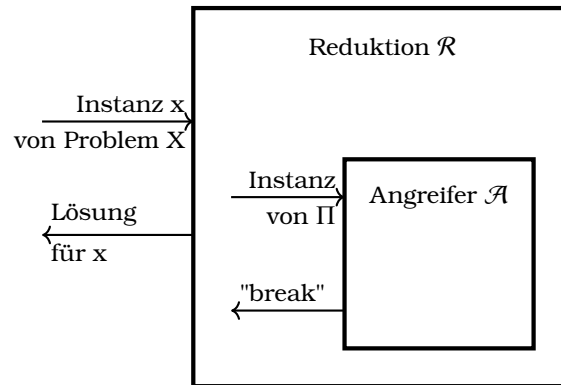 Reduktion ℛ
Instanz x
von Problem X
Instanz
von Π
Angreifer 𝒜
Lösung
für x
"break"